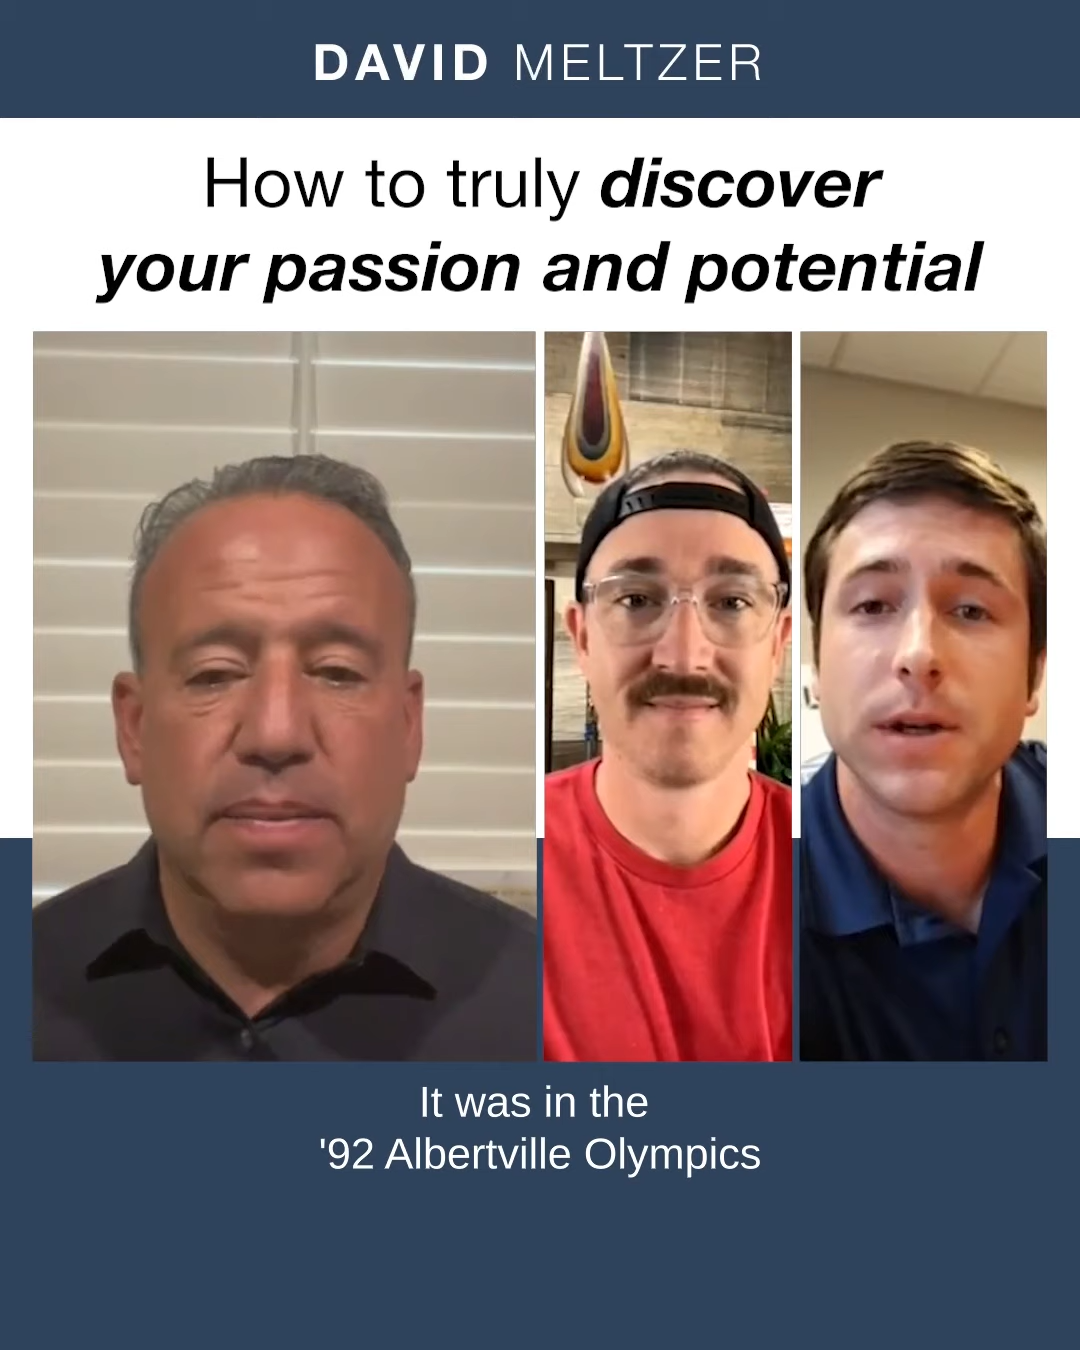 DAVID MELTZER
How to truly discover
your passion and potential
It was in the
'92 Albertville Olympics